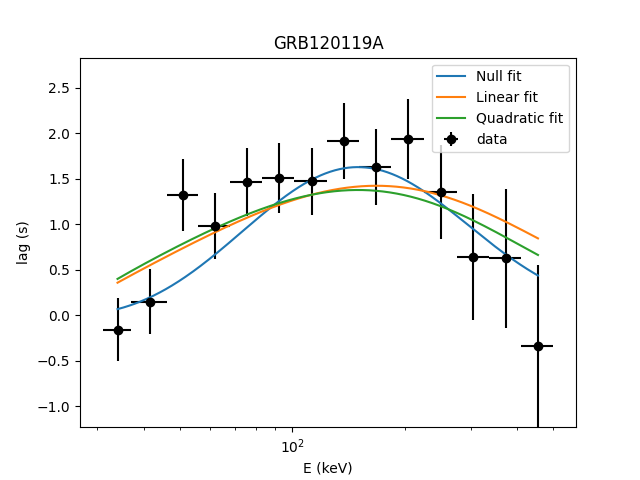 GRB120119A
Null fit
Linear fit
Quadratic fit
data
lag (s)
2.5
2.0
1.5
1.0
0.5
0.0
−0.5
−1.0
10²
E (keV)